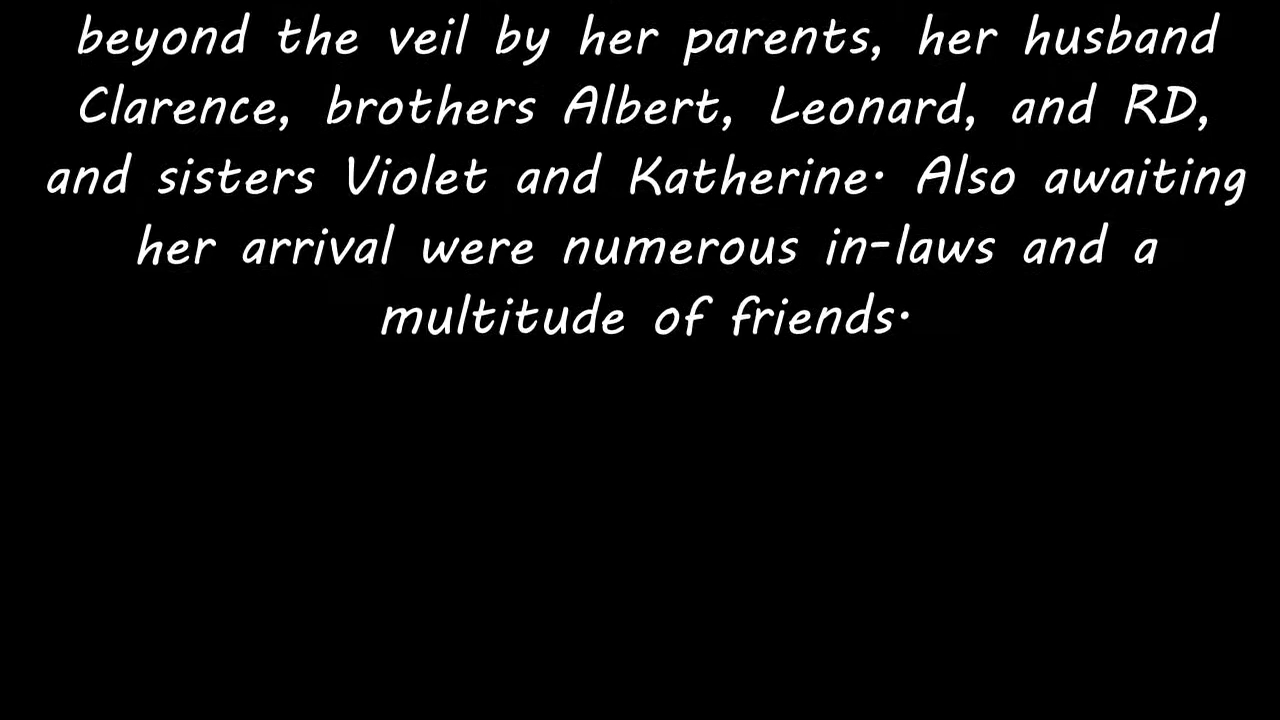 beyond the veil by her parents, her husband
Clarence, brothers Albert, Leonard, and RD,
and sisters Violet and Katherine. Also awaiting
her arrival were numerous in-laws and a
multitude of friends.